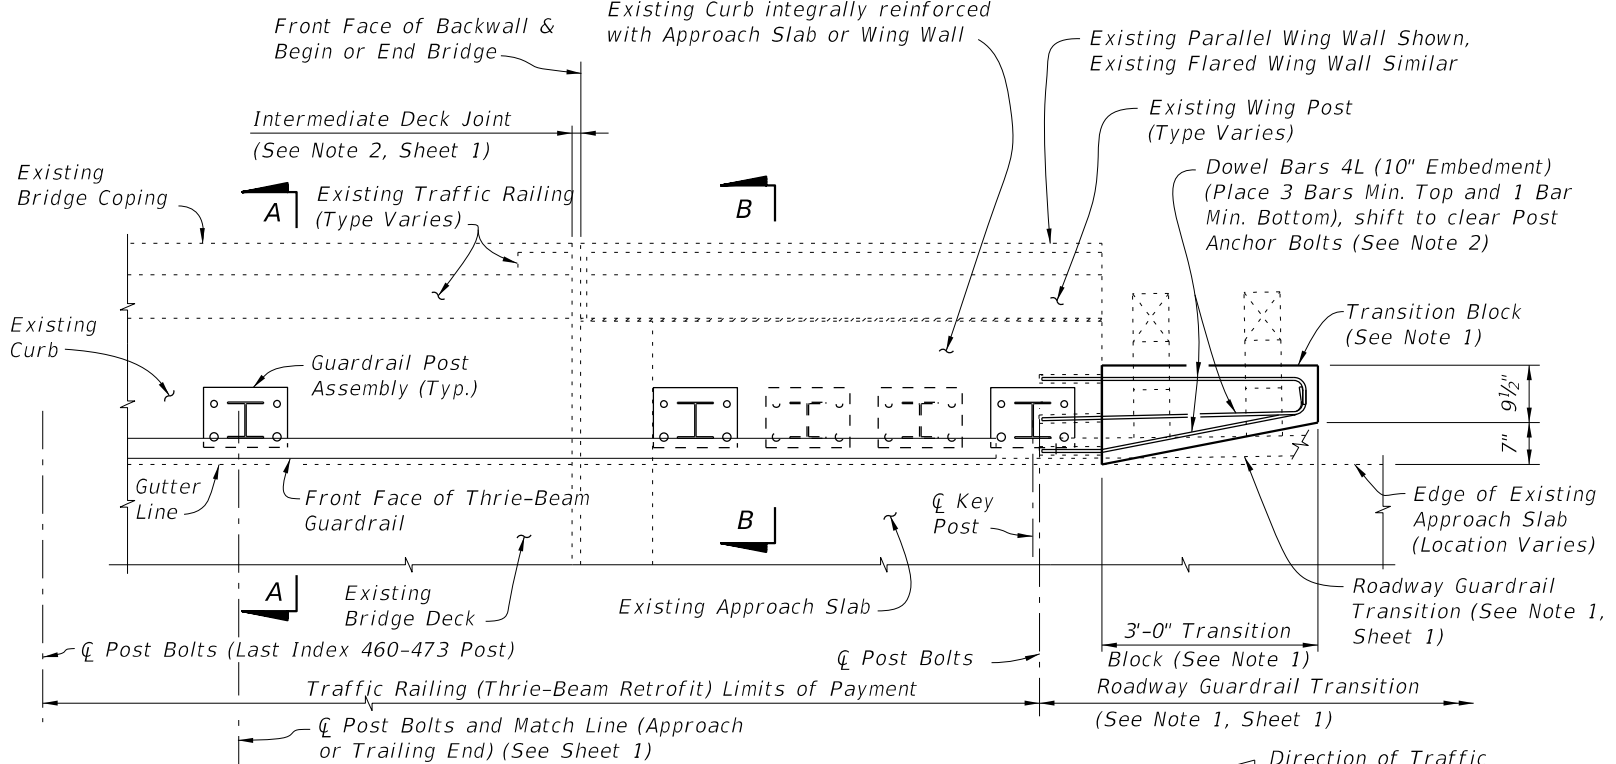 Front Face of Backwall &
Begin or End Bridge
Existing Curb integrally reinforced
with Approach Slab or Wing Wall
Existing Parallel Wing Wall Shown,
Existing Flared Wing Wall Similar
Intermediate Deck Joint
(See Note 2, Sheet 1)
Existing Wing Post
(Type Varies)
Existing
Bridge Coping
A
Existing Traffic Railing
(Type Varies)
B
Dowel Bars 4L (10" Embedment)
(Place 3 Bars Min. Top and 1 Bar
Min. Bottom), shift to clear Post
Anchor Bolts (See Note 2)
Existing
Curb
Guardrail Post
Assembly (Typ.)
Transition Block
(See Note 1)
9½"
7"
Gutter
Line
Front Face of Thrie-Beam
Guardrail
B
℄ Key
Post
Edge of Existing
Approach Slab
(Location Varies)
A
Existing
Bridge Deck
Existing Approach Slab
Roadway Guardrail
Transition (See Note 1,
Sheet 1)
℄ Post Bolts (Last Index 460-473 Post)
℄ Post Bolts
3'-0" Transition
Block (See Note 1)
Traffic Railing (Thrie-Beam Retrofit) Limits of Payment
Roadway Guardrail Transition
(See Note 1, Sheet 1)
℄ Post Bolts and Match Line (Approach
or Trailing End) (See Sheet 1)
Direction of Traffic